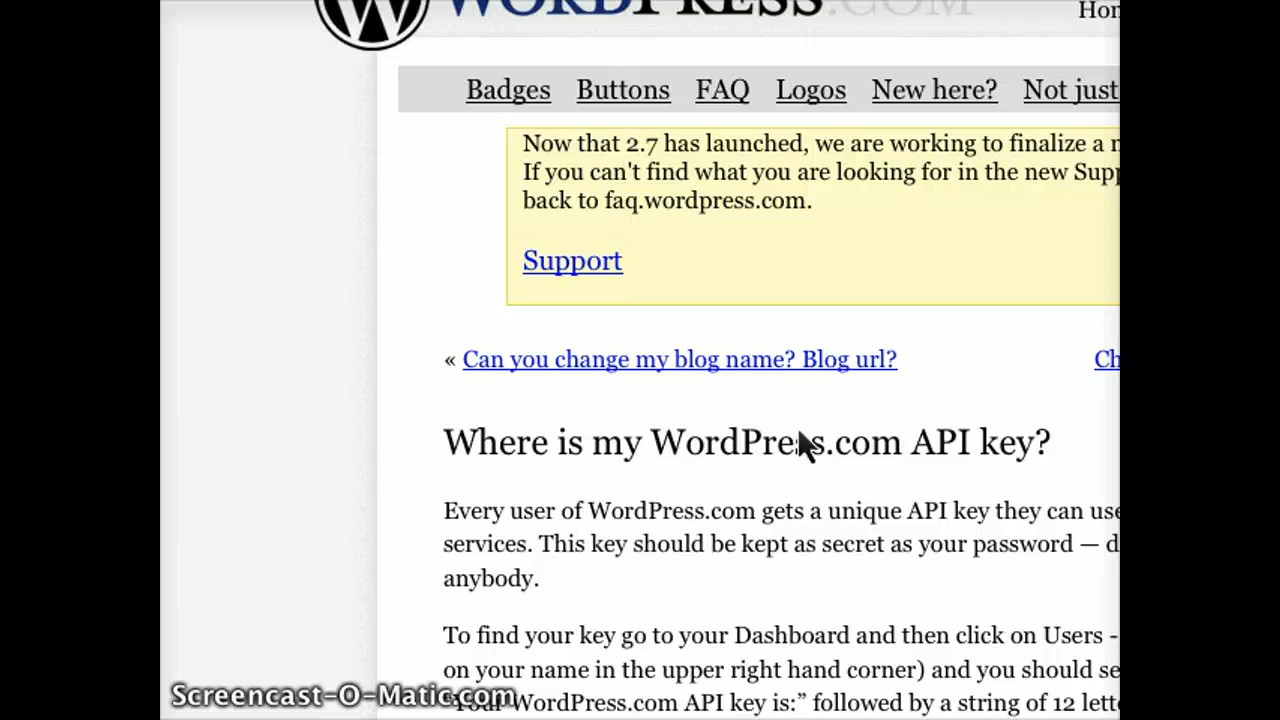 WORDPRESS.COM
Hom
Badges Buttons FAQ Logos New here? Not just
Now that 2.7 has launched, we are working to finalize a n
If you can't find what you are looking for in the new Supp
back to faq.wordpress.com.
Support
« Can you change my blog name? Blog url?
Ch
Where is my WordPress.com API key?
Every user of WordPress.com gets a unique API key they can use
services. This key should be kept as secret as your password — d
anybody.
To find your key go to your Dashboard and then click on Users -
on your name in the upper right hand corner) and you should se
"Your WordPress.com API key is:” followed by a string of 12 lette
Screencast-O-Matic.com